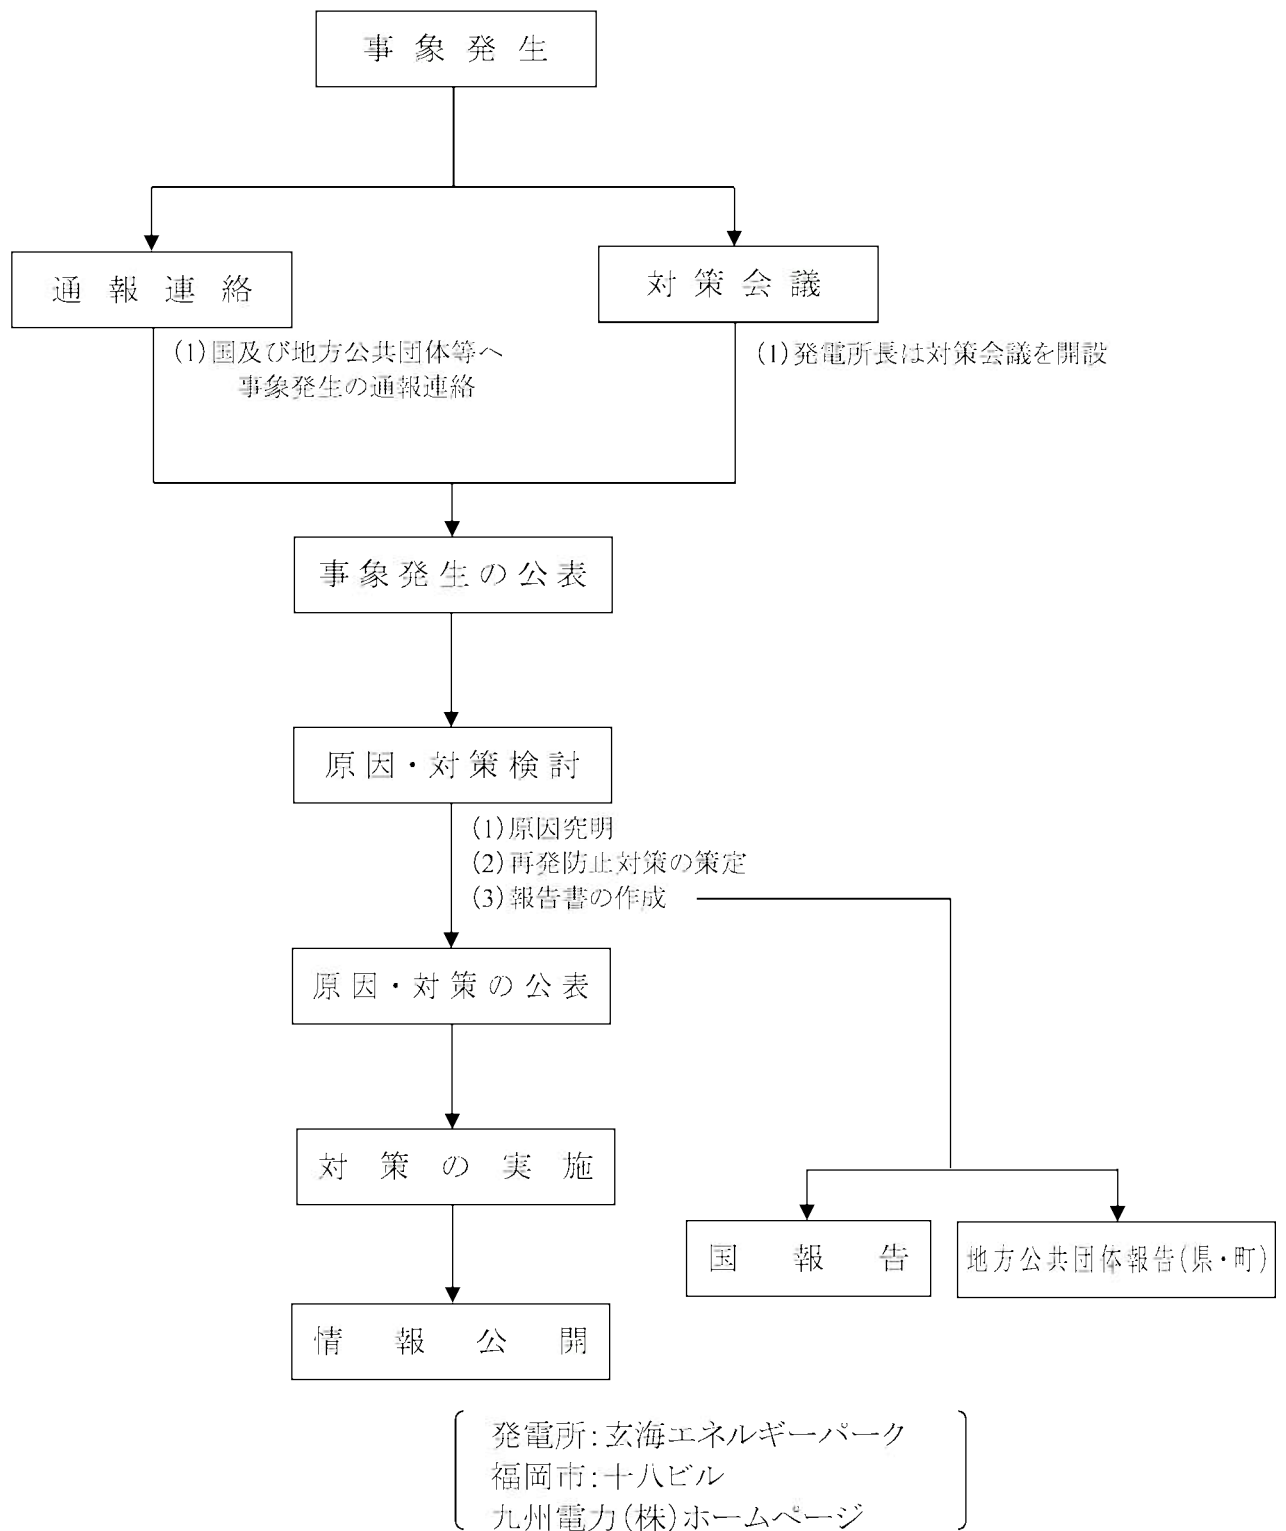 事象発生
通報連絡
対策会議
(1)国及び地方公共団体等へ
事象発生の通報連絡
(1)発電所長は対策会議を開設
事象発生の公表
原因・対策検討
(1)原因究明
(2)再発防止対策の策定
(3)報告書の作成
原因・対策の公表
対策の実施
国報告
地方公共団体報告(県・町)
情報公開
発電所:玄海エネルギーパーク
福岡市:十八ビル
九州電力(株)ホームページ